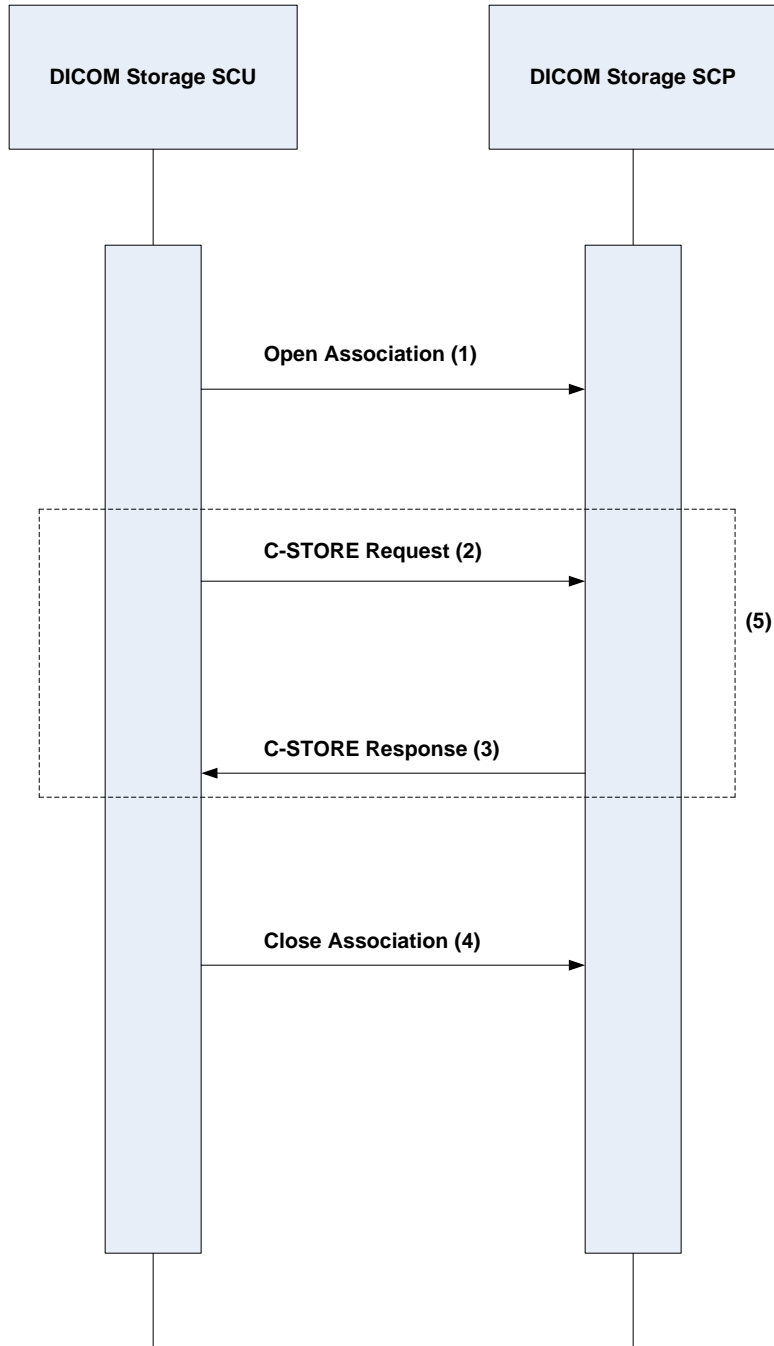 DICOM Storage SCU
DICOM Storage SCP
Open Association (1)
C-STORE Request (2)
(5)
C-STORE Response (3)
Close Association (4)